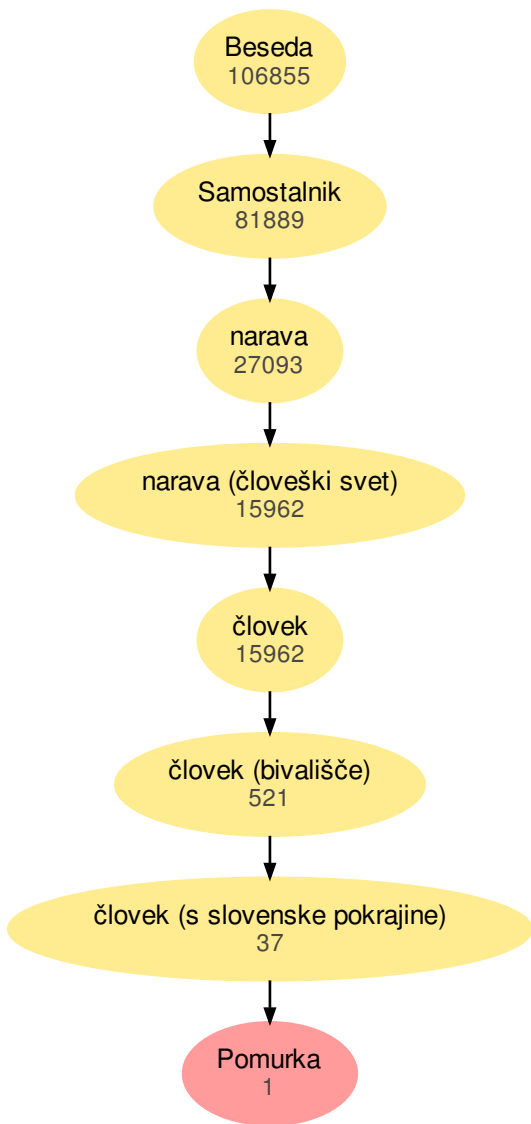 Beseda
106855
Samostalnik
81889
narava
27093
narava (človeški svet)
15962
človek
15962
človek (bivališče)
521
človek (s slovenske pokrajine)
37
Pomurka
1